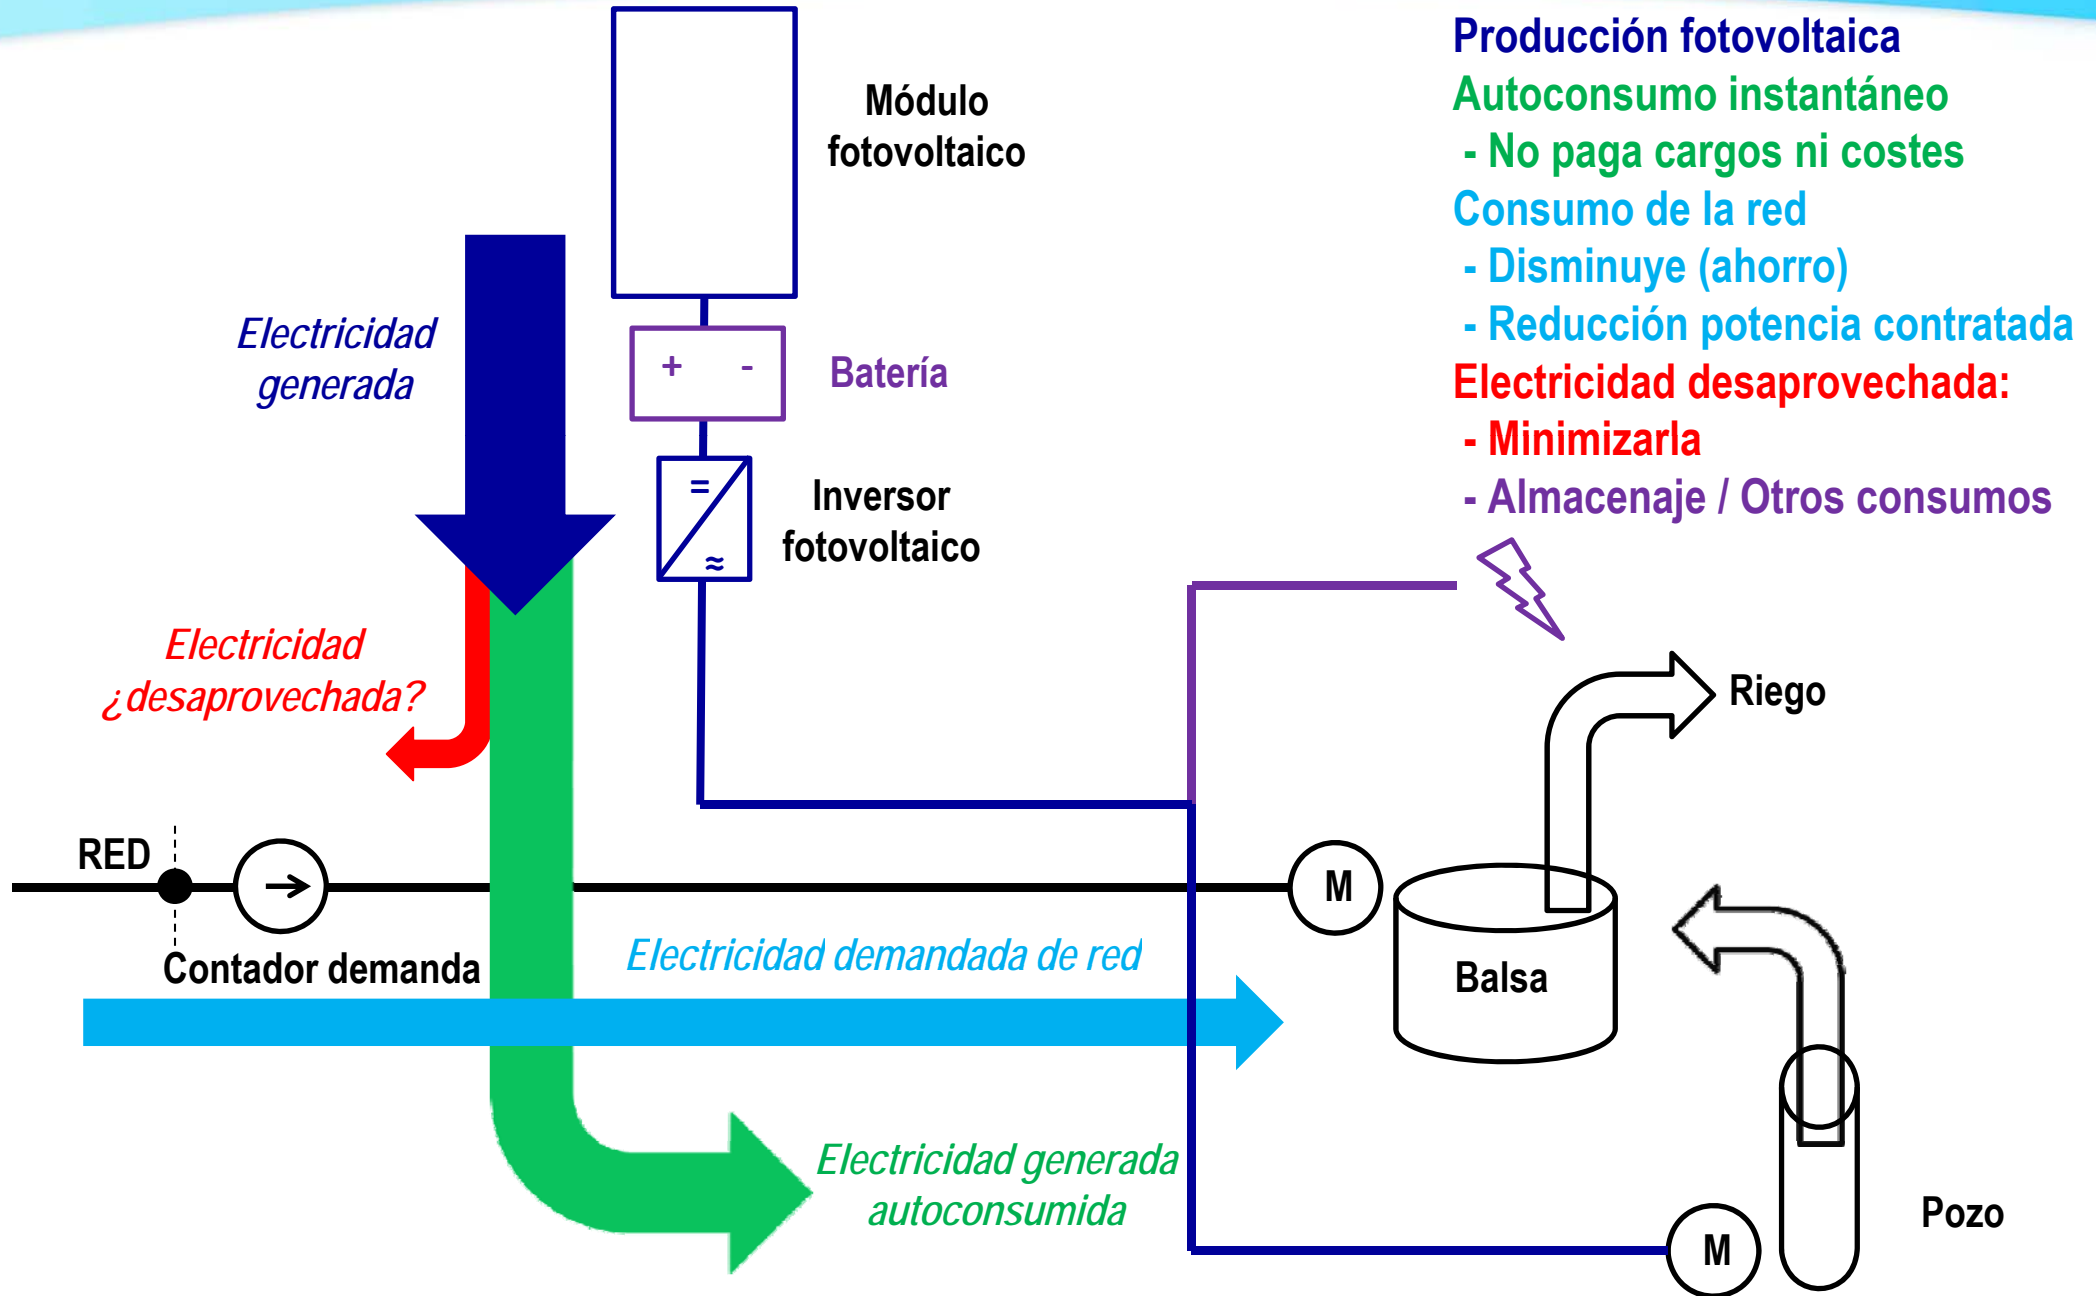 Producción fotovoltaica
Autoconsumo instantáneo
- No paga cargos ni costes
Consumo de la red
- Disminuye (ahorro)
- Reducción potencia contratada
Electricidad desaprovechada:
- Minimizarla
- Almacenaje / Otros consumos
Módulo
fotovoltaico
Electricidad
generada
+ -
Batería
=
≈
Inversor
fotovoltaico
Electricidad
¿desaprovechada?
Riego
RED
M
Contador demanda
Electricidad demandada de red
Balsa
Electricidad generada
autoconsumida
Pozo
M